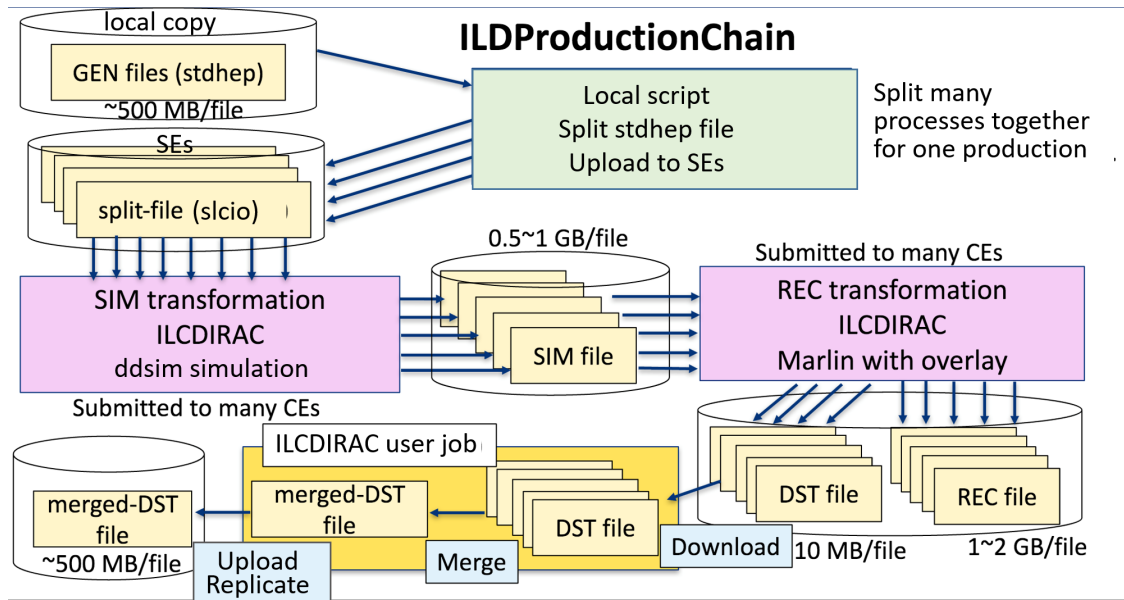 local copy
ILDProductionChain
GEN files (stdhep)
~500 MB/file
Local script
Split stdhep file
Upload to SEs
Split many
processes together
for one production
SEs
split-file (slcio) )
0.5~1 GB/file
Submitted to many CEs
SIM transformation
ILCDIRAC
ddsim simulation
SIM file
REC transformation
ILCDIRAC
Marlin with overlay
Submitted to many CEs
ILCDIRAC user job
merged-DST
file
~500 MB/file
merged-DST
file
DST file
DST file
REC file
Upload
Replicate
Merge
Download
10 MB/file
1~2 GB/file